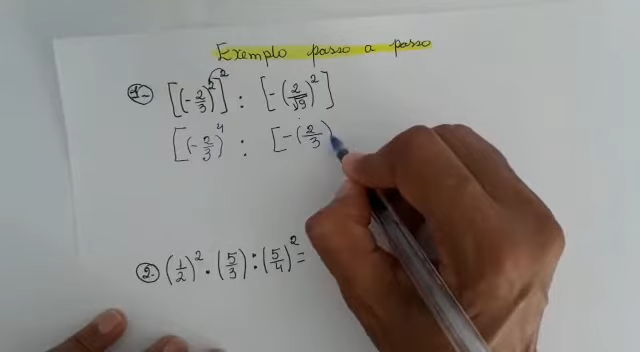 Exemplo passo a passo
1- [(-2/3)²]² : [-(2/√9)²]
[(-2/3)⁴ : [-(2/3)
2- (1/2)² . (5/3) : (5/4)² =